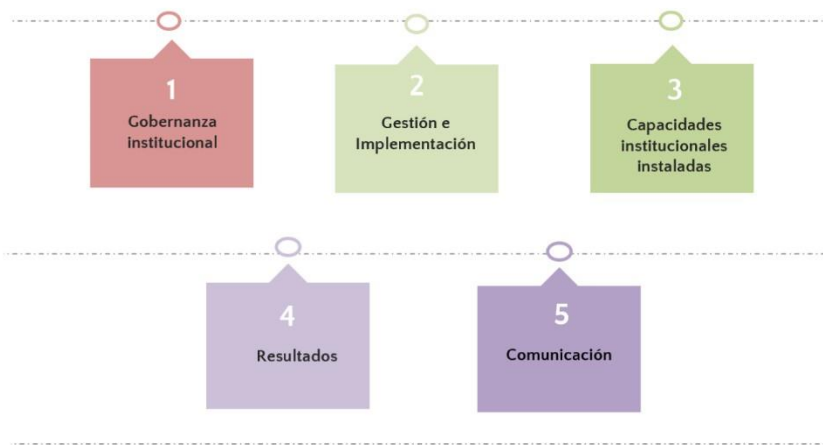 1
Gobernanza
institucional
2
Gestión e
Implementación
3
Capacidades
institucionales
instaladas
4
Resultados
5
Comunicación